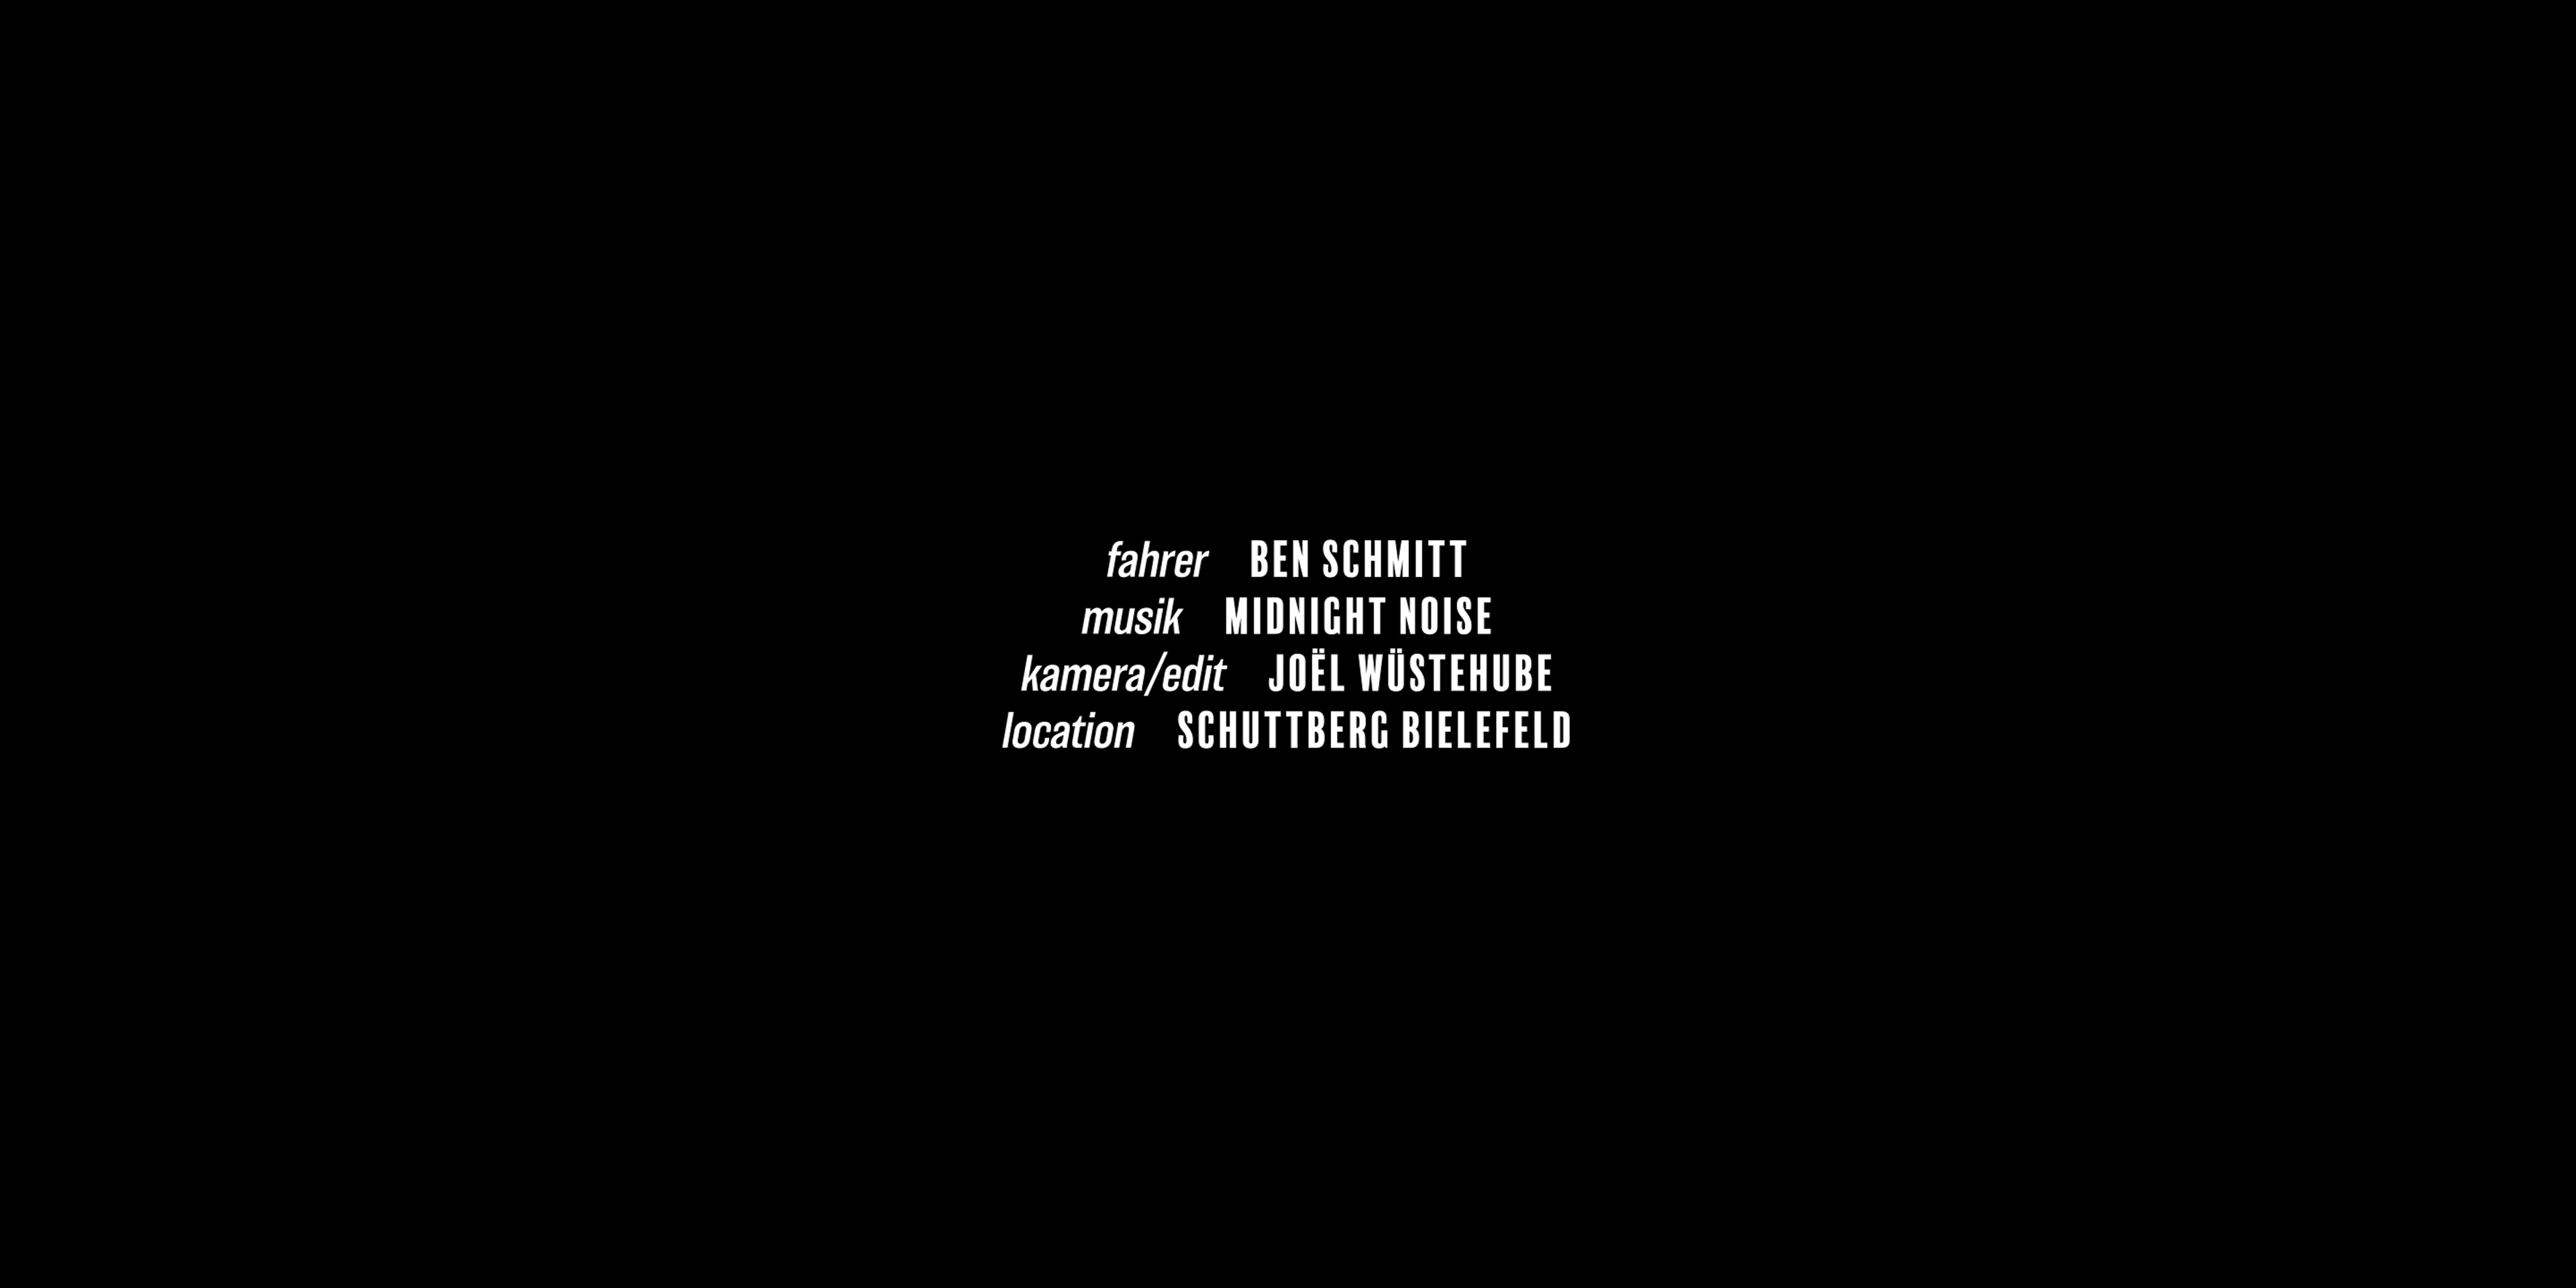 fahrer BEN SCHMITT
musik MIDNIGHT NOISE
kamera/edit JOËL WÜSTEHUBE
location SCHUTTBERG BIELEFELD